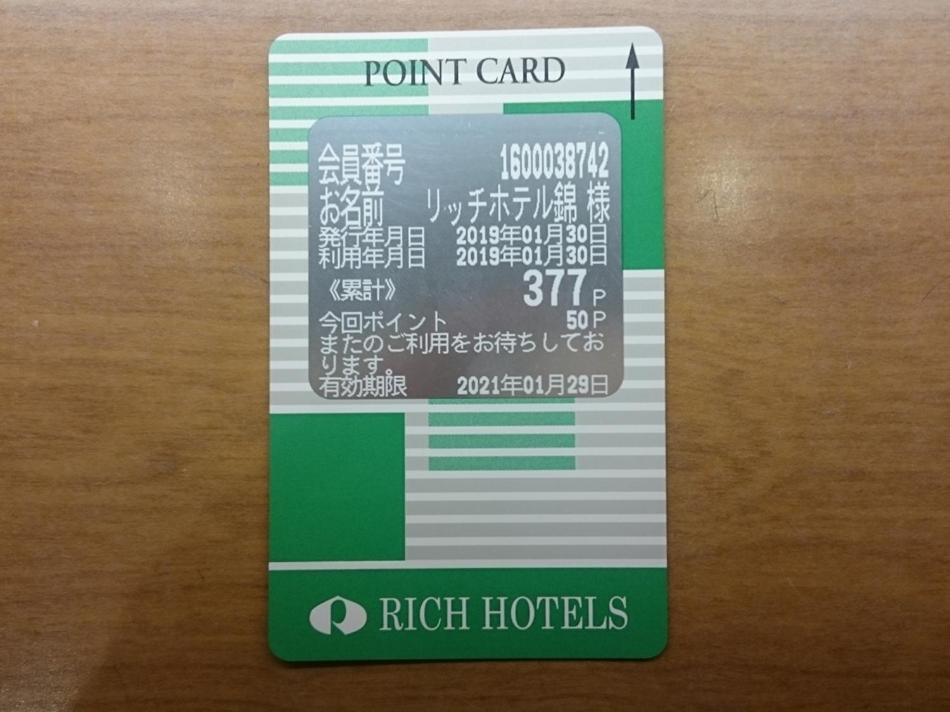 POINT CARD
会員番号 1600038742
お名前 リッチホテル錦 様
発行年月日 2019年01月30日
利用年月日 2019年01月30日
《累計》 377P
今回ポイント 50P
またのご利用をお待ちしてお
ります。
有効期限 2021年01月29日
RICH HOTELS